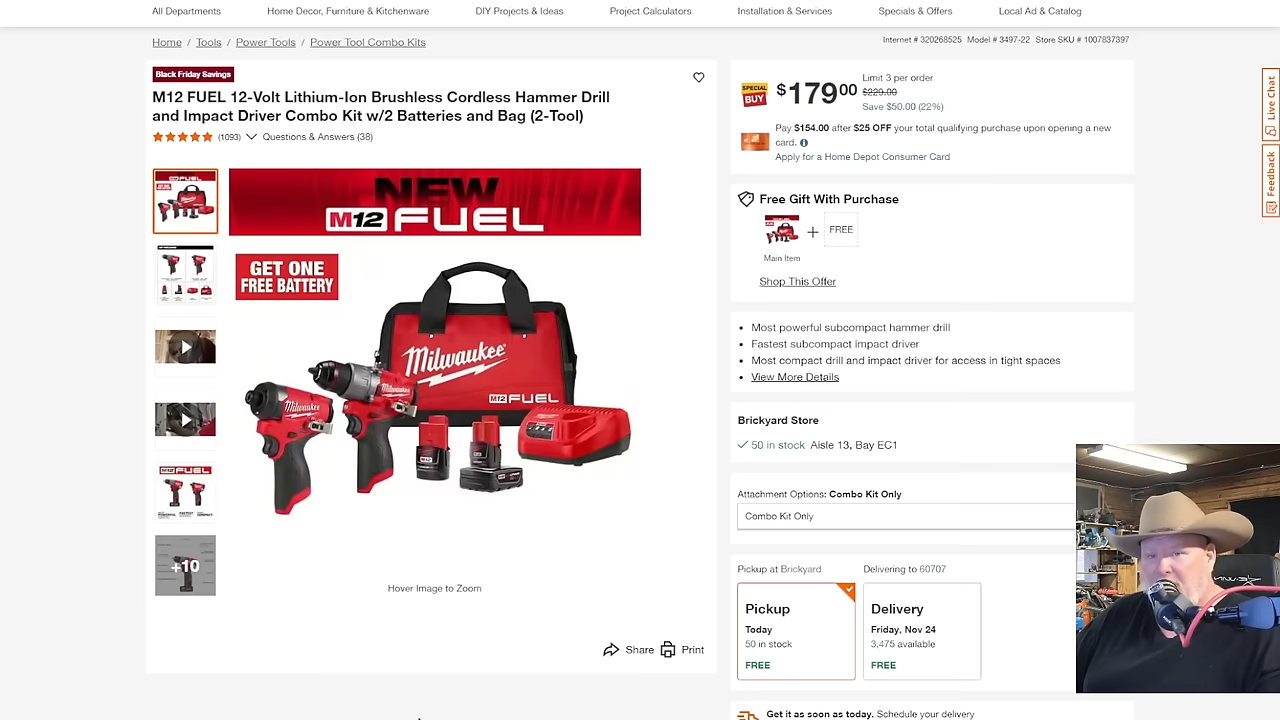 All Departments
Home Decor, Furniture & Kitchenware
DIY Projects & Ideas
Project Calculators
Installation & Services
Specials & Offers
Local Ad & Catalog
Home / Tools / Power Tools / Power Tool Combo Kits
Internet # 320268525 Model # 3497-22 Store SKU # 1007837397
Black Friday Savings
M12 FUEL 12-Volt Lithium-Ion Brushless Cordless Hammer Drill
and Impact Driver Combo Kit w/2 Batteries and Bag (2-Tool)
(1093) Questions & Answers (38)
NEW
M12 FUEL
GET ONE
FREE BATTERY
Milwaukee
M12 FUEL
Milwaukee
Milwaukee
+10
Hover Image to Zoom
Share
Print
SPECIAL
BUY
$179.00
Limit 3 per order
$229.00
Save $50.00 (22%)
Pay $154.00 after $25 OFF your total qualifying purchase upon opening a new
card.
Apply for a Home Depot Consumer Card
Free Gift With Purchase
+ FREE
Main Item
Shop This Offer
Most powerful subcompact hammer drill
Fastest subcompact impact driver
Most compact drill and impact driver for access in tight spaces
View More Details
Brickyard Store
50 in stock Aisle 13, Bay EC1
Attachment Options: Combo Kit Only
Combo Kit Only
Pickup at Brickyard
Delivering to 60707
Pickup
Today
50 in stock
FREE
Delivery
Friday, Nov 24
3,475 available
FREE
Get it as soon as today. Schedule your delivery
Live Chat
Feedback